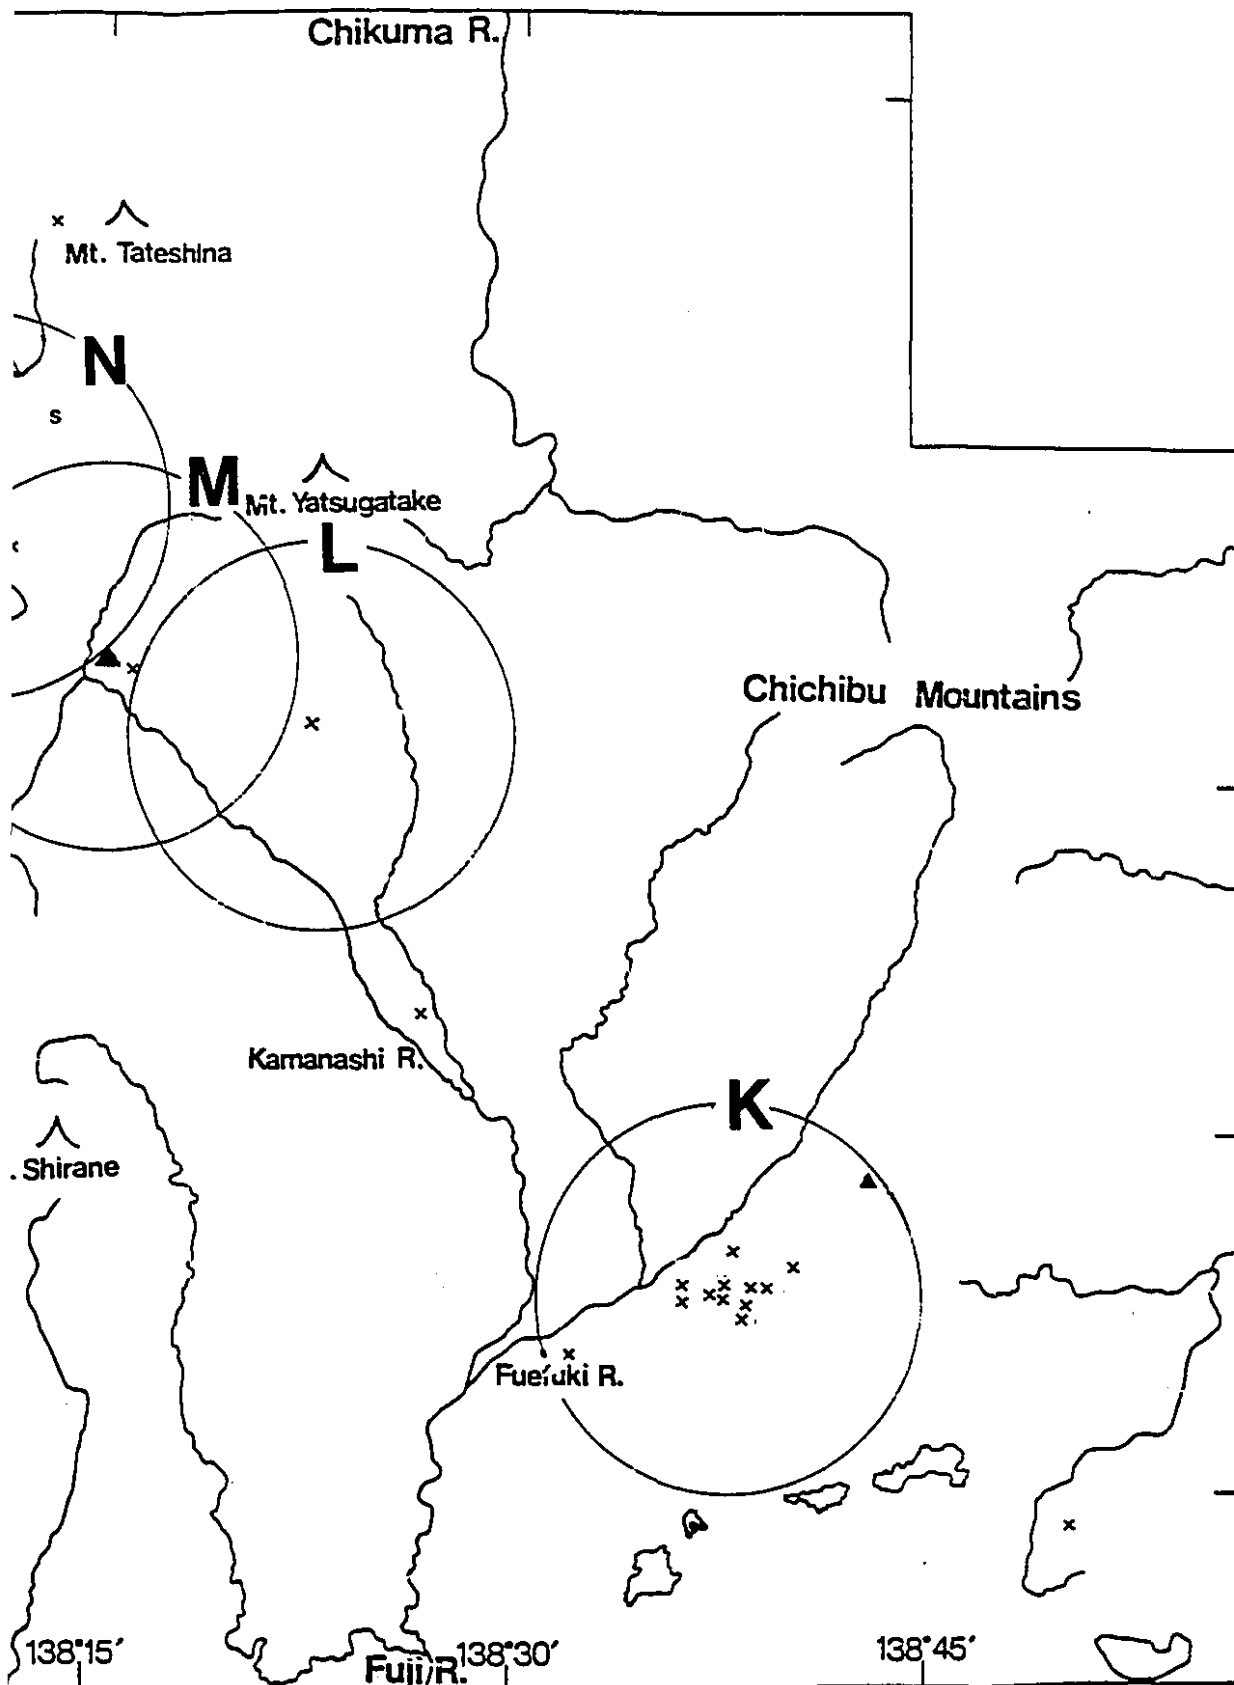 Chikuma R.
Mt. Tateshina
N
s
M
Mt. Yatsugatake
L
Chichibu Mountains
Kamanashi R.
K
. Shirane
Fuefuki R.
138°15′
138°30′
138°45′
Fuji R.